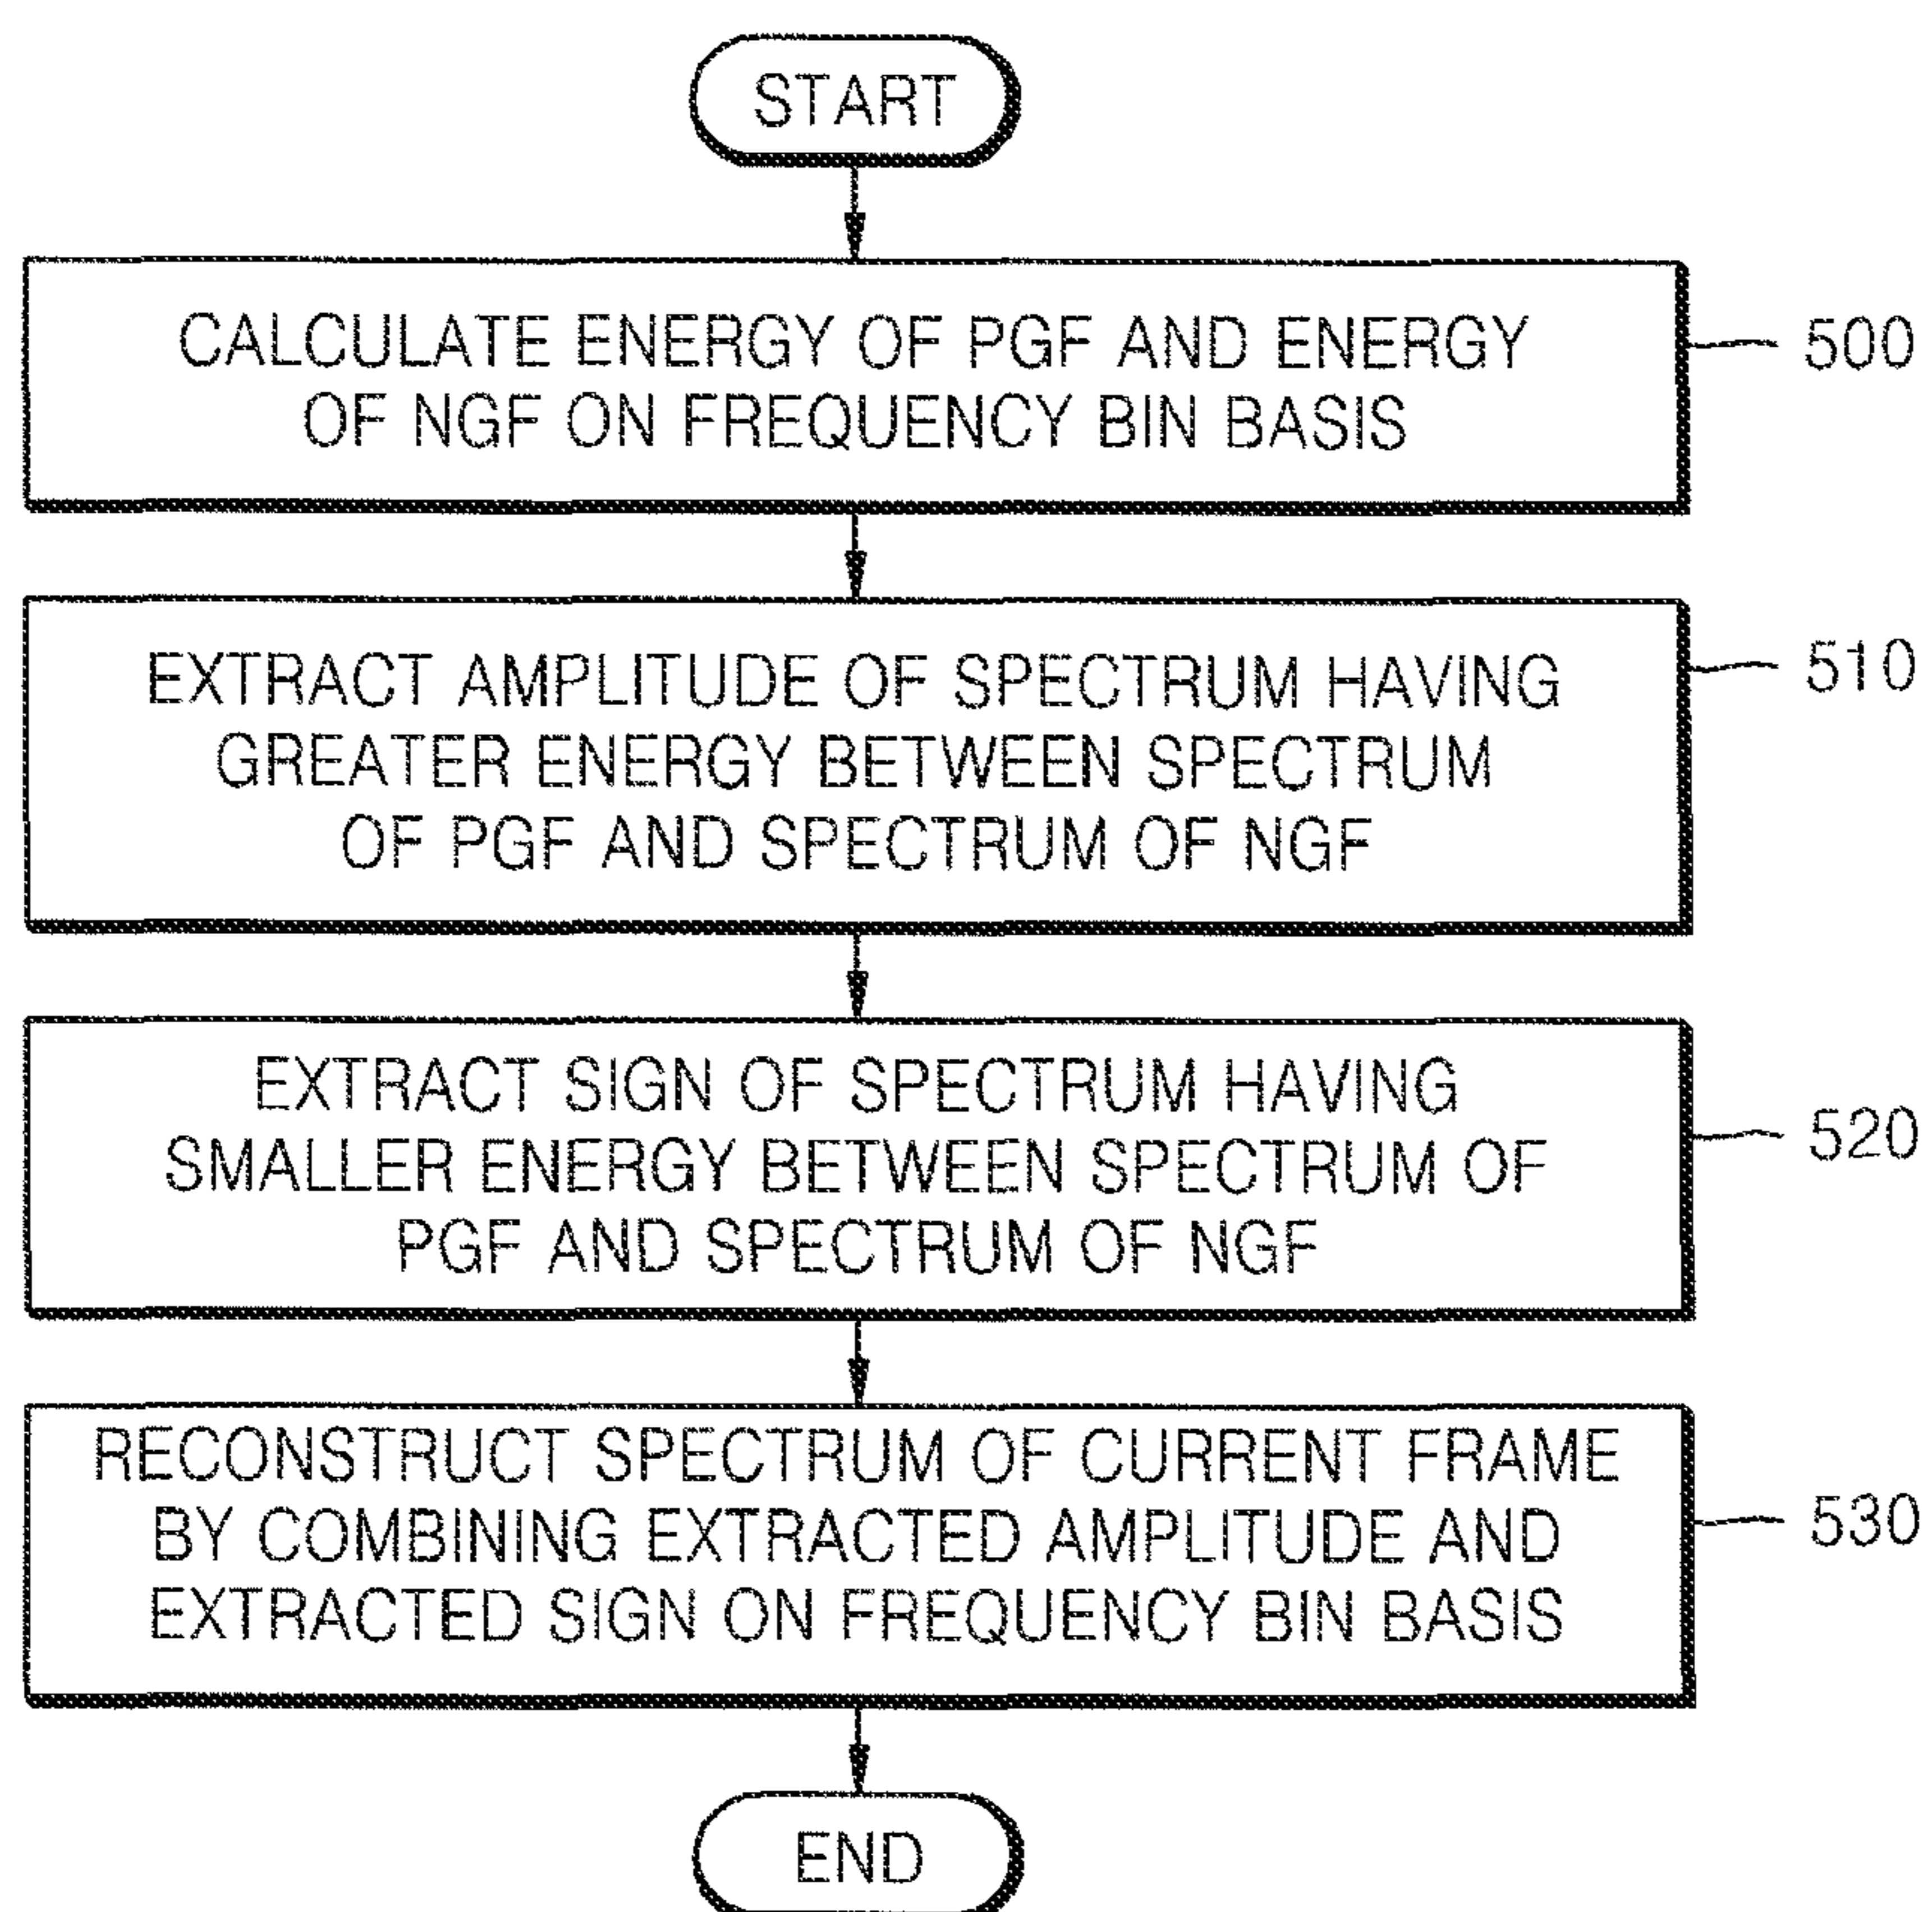 START
CALCULATE ENERGY OF PGF AND ENERGY
OF NGF ON FREQUENCY BIN BASIS
500
EXTRACT AMPLITUDE OF SPECTRUM HAVING
GREATER ENERGY BETWEEN SPECTRUM
OF PGF AND SPECTRUM OF NGF
510
EXTRACT SIGN OF SPECTRUM HAVING
SMALLER ENERGY BETWEEN SPECTRUM OF
PGF AND SPECTRUM OF NGF
520
RECONSTRUCT SPECTRUM OF CURRENT FRAME
BY COMBINING EXTRACTED AMPLITUDE AND
EXTRACTED SIGN ON FREQUENCY BIN BASIS
530
END